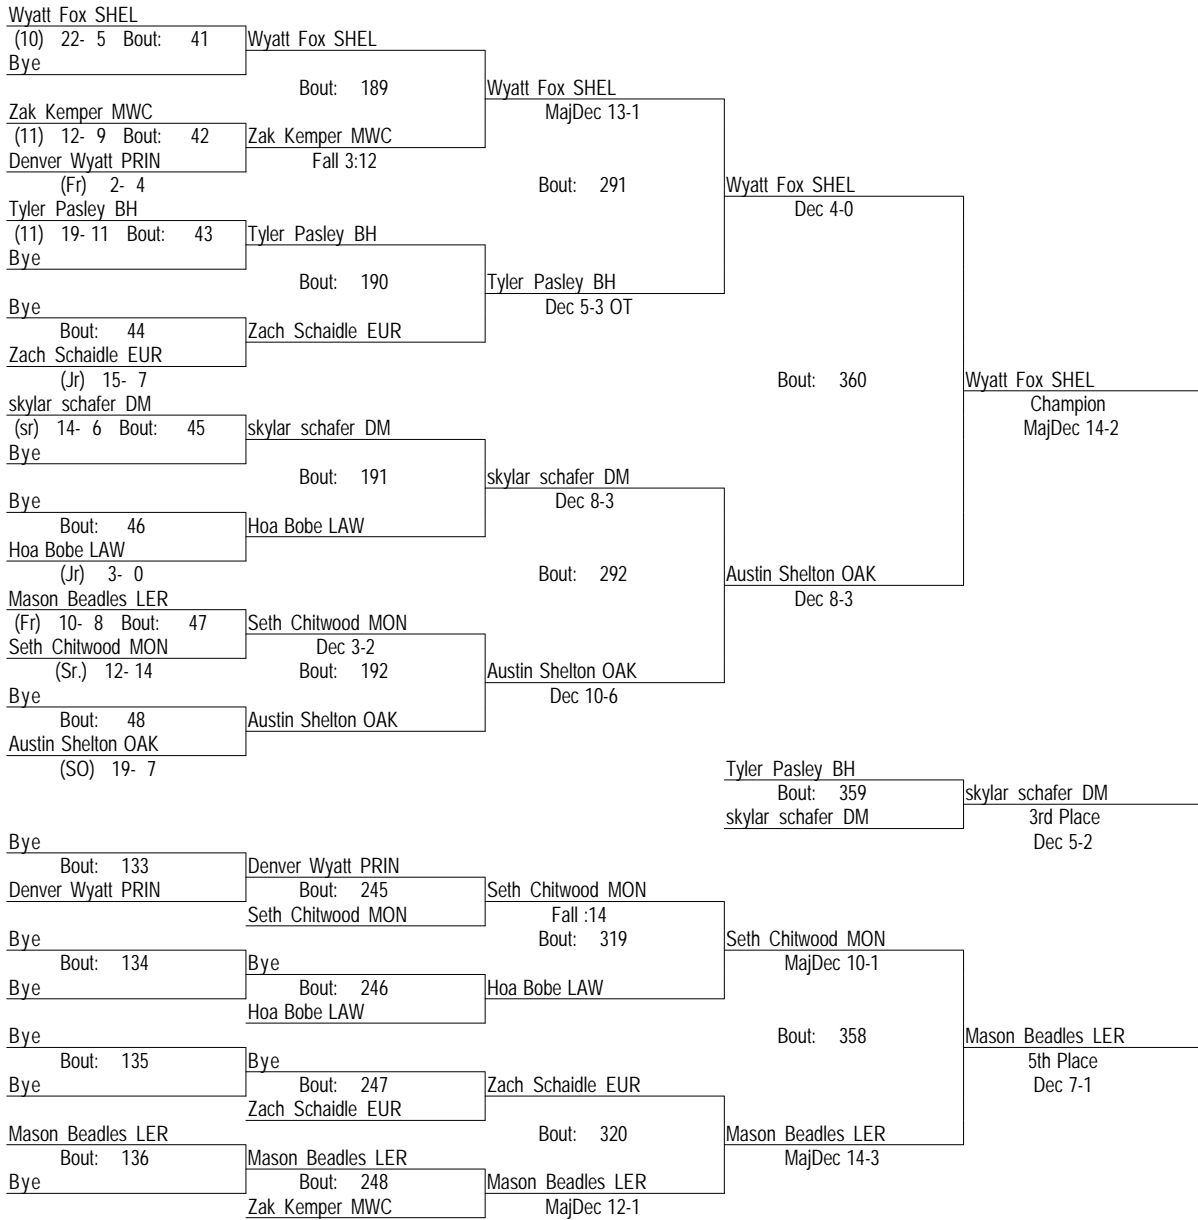 Wyatt Fox SHEL
(10) 22- 5 Bout: 41
Bye
Wyatt Fox SHEL
Bout: 189
Zak Kemper MWC
(11) 12- 9 Bout: 42
Denver Wyatt PRIN
(Fr) 2- 4
Zak Kemper MWC
Fall 3:12
Wyatt Fox SHEL
MajDec 13-1
Bout: 291
Tyler Pasley BH
(11) 19- 11 Bout: 43
Bye
Tyler Pasley BH
Bout: 190
Bye
Bout: 44
Zach Schaidle EUR
(Jr) 15- 7
Zach Schaidle EUR
Tyler Pasley BH
Dec 5-3 OT
Wyatt Fox SHEL
Dec 4-0
Bout: 360
skylar schafer DM
(sr) 14- 6 Bout: 45
Bye
skylar schafer DM
Bout: 191
Bye
Bout: 46
Hoa Bobe LAW
(Jr) 3- 0
Hoa Bobe LAW
skylar schafer DM
Dec 8-3
Bout: 292
Mason Beadles LER
(Fr) 10- 8 Bout: 47
Seth Chitwood MON
(Sr.) 12- 14
Seth Chitwood MON
Dec 3-2
Bout: 192
Bye
Bout: 48
Austin Shelton OAK
(SO) 19- 7
Austin Shelton OAK
Austin Shelton OAK
Dec 10-6
Austin Shelton OAK
Dec 8-3
Wyatt Fox SHEL
Champion
MajDec 14-2
Tyler Pasley BH
Bout: 359
skylar schafer DM
skylar schafer DM
3rd Place
Dec 5-2
Bye
Bout: 133
Denver Wyatt PRIN
Denver Wyatt PRIN
Bout: 245
Seth Chitwood MON
Seth Chitwood MON
Fall :14
Bout: 319
Bye
Bout: 134
Bye
Bye
Bout: 246
Hoa Bobe LAW
Hoa Bobe LAW
Seth Chitwood MON
MajDec 10-1
Bout: 358
Bye
Bout: 135
Bye
Bye
Bout: 247
Zach Schaidle EUR
Zach Schaidle EUR
Bout: 320
Mason Beadles LER
Bout: 136
Bye
Mason Beadles LER
Bout: 248
Zak Kemper MWC
Mason Beadles LER
MajDec 12-1
Mason Beadles LER
MajDec 14-3
Mason Beadles LER
5th Place
Dec 7-1